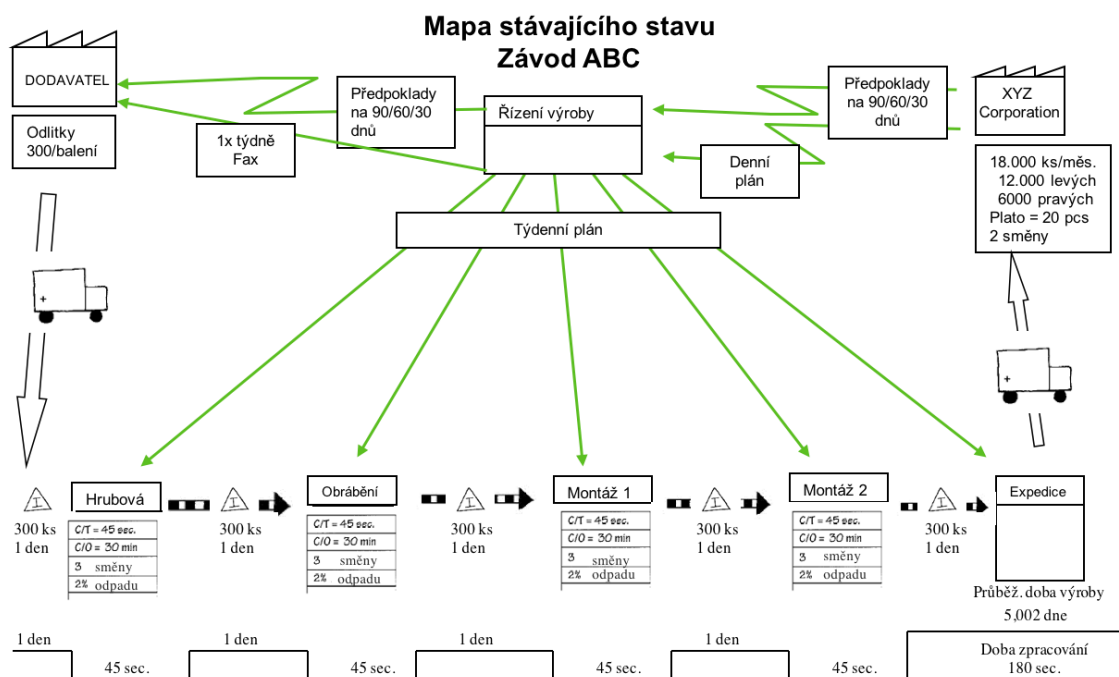 Mapa stávajícího stavu
Závod ABC
DODAVATEL
Odlitky
300/balení
1x týdně
Fax
Předpoklady
na 90/60/30
dnů
Řízení výroby
Předpoklady
na 90/60/30
dnů
Denní
plán
XYZ
Corporation
18.000 ks/měs.
12.000 levých
6000 pravých
Plato = 20 pcs
2 směny
Týdenní plán
I
300 ks
1 den
Hrubová
C/T = 45 sec.
C/O = 30 min
3 směny
2% odpadu
I
300 ks
1 den
Obrábění
C/T = 45 sec.
C/O = 30 min
3 směny
2% odpadu
I
300 ks
1 den
Montáž 1
C/T = 45 sec.
C/O = 30 min
3 směny
2% odpadu
I
300 ks
1 den
Montáž 2
C/T = 45 sec.
C/O = 30 min
3 směny
2% odpadu
I
300 ks
1 den
Expedice
Průběž. doba výroby
5,002 dne
1 den
45 sec.
1 den
45 sec.
1 den
45 sec.
1 den
45 sec.
Doba zpracování
180 sec.